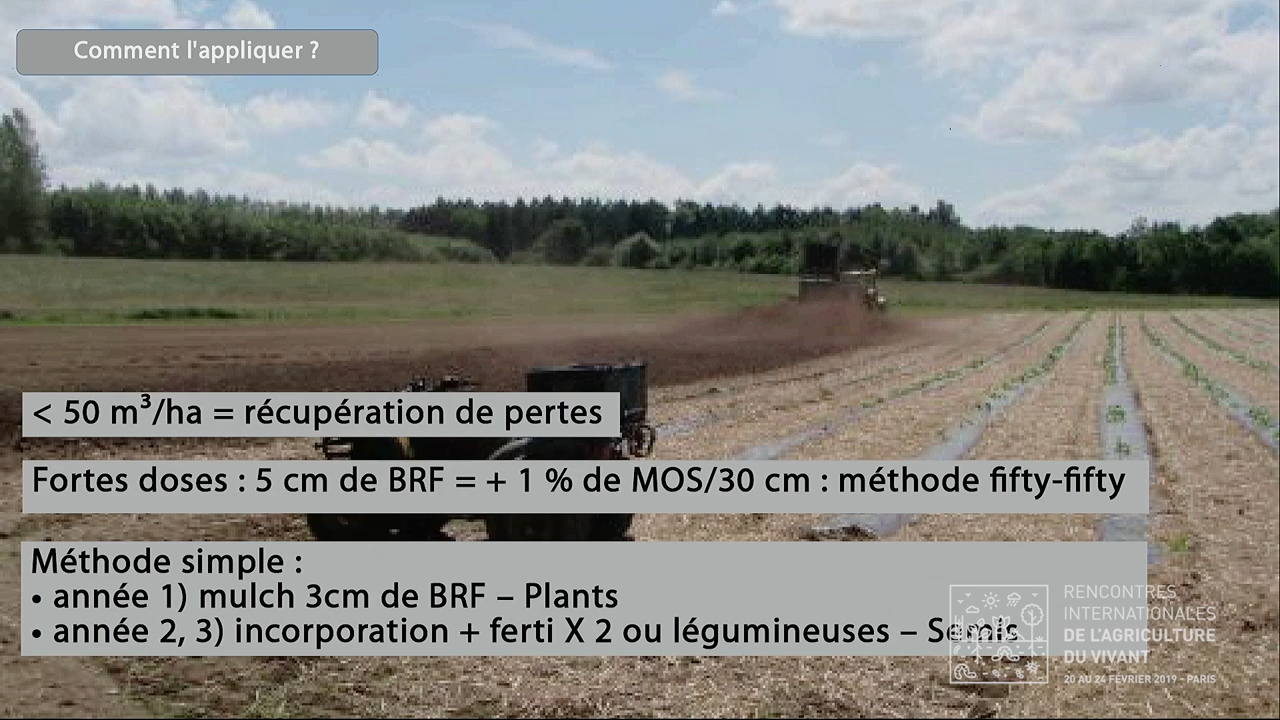 Comment l'appliquer ?
< 50 m³/ha = récupération de pertes
Fortes doses : 5 cm de BRF = + 1 % de MOS/30 cm : méthode fifty-fifty
Méthode simple :
• année 1) mulch 3cm de BRF – Plants
• année 2, 3) incorporation + ferti X 2 ou légumineuses – Semis
RENCONTRES
INTERNATIONALES
DE L'AGRICULTURE
DU VIVANT
20 AU 24 FÉVRIER 2019 - PARIS